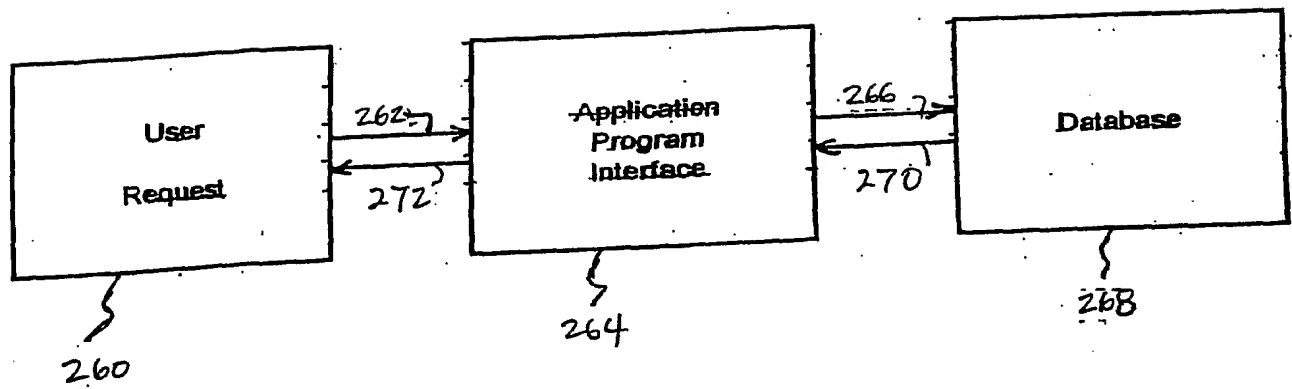 User
Request
262
272
Application
Program
Interface
266
270
Database
260
264
268